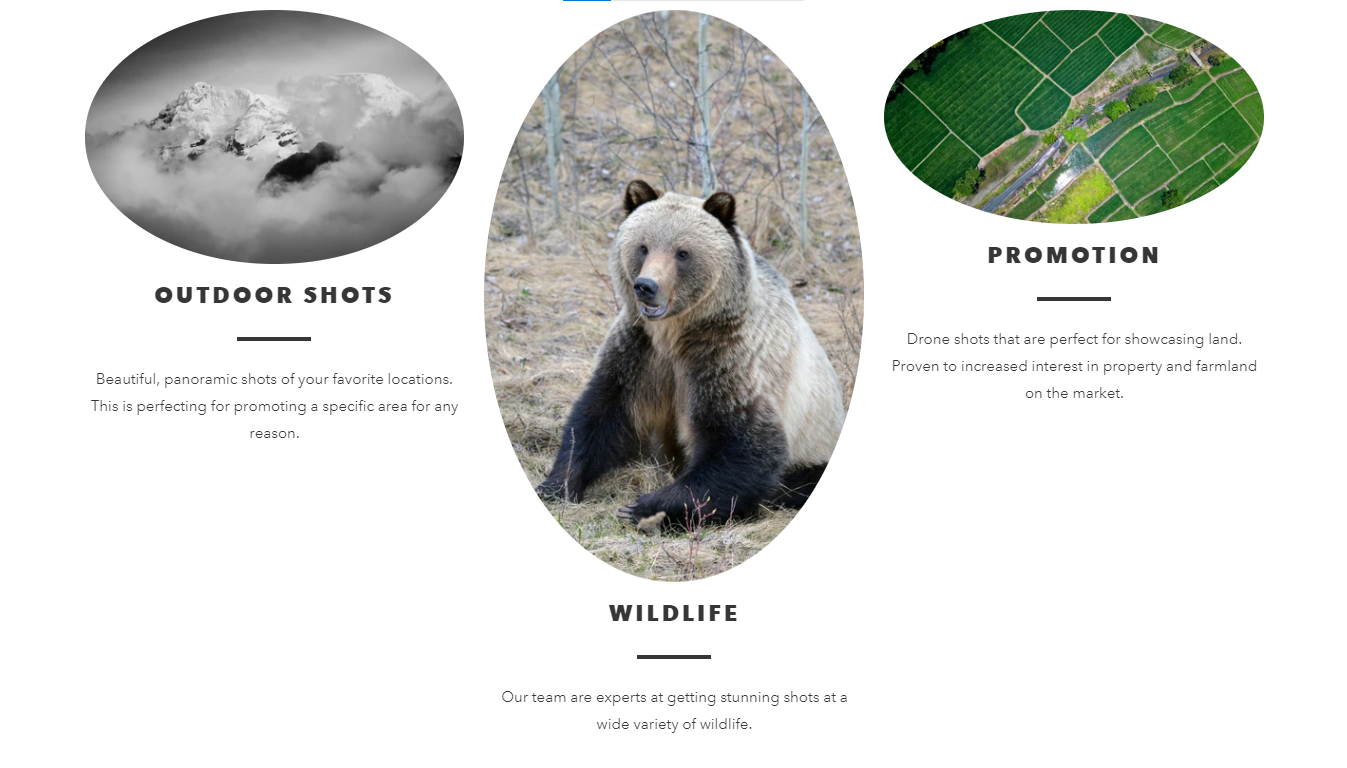 OUTDOOR SHOTS
Beautiful, panoramic shots of your favorite locations.
This is perfecting for promoting a specific area for any
reason.
WILDLIFE
Our team are experts at getting stunning shots at a
wide variety of wildlife.
PROMOTION
Drone shots that are perfect for showcasing land.
Proven to increased interest in property and farmland
on the market.